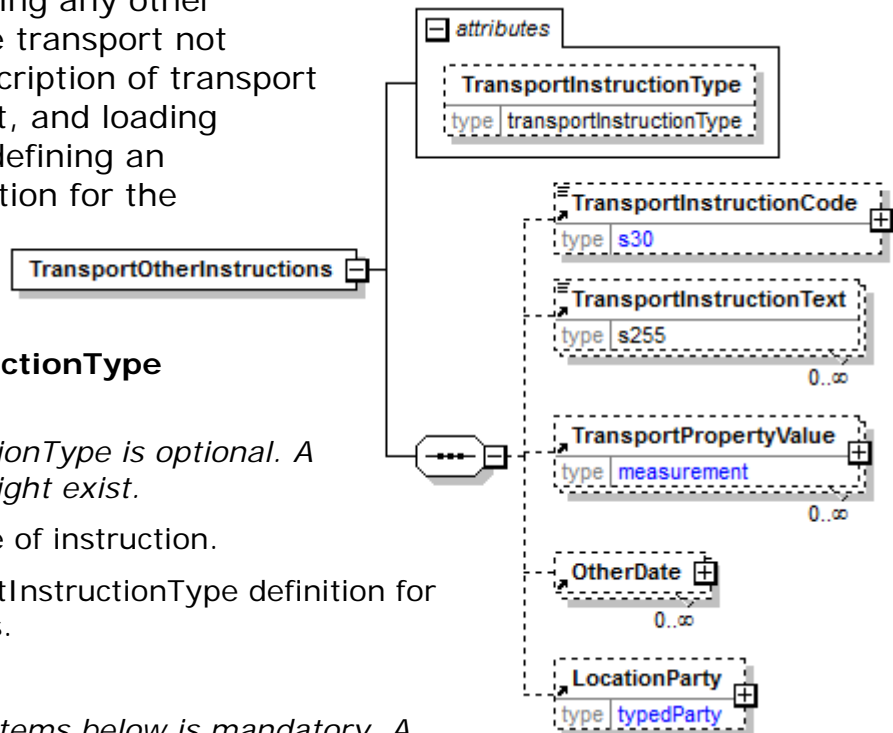 ing any other
e transport not
cription of transport
t, and loading
defining an
tion for the
attributes
TransportInstructionType
type transportInstructionType
TransportOtherInstructions
TransportInstructionCode
type s30
TransportInstructionText
type s255
0..∞
TransportPropertyValue
type measurement
0..∞
OtherDate
0..∞
LocationParty
type typedParty
uctionType
ionType is optional. A
ight exist.
e of instruction.
tInstructionType definition for
s.
tems below is mandatory. A